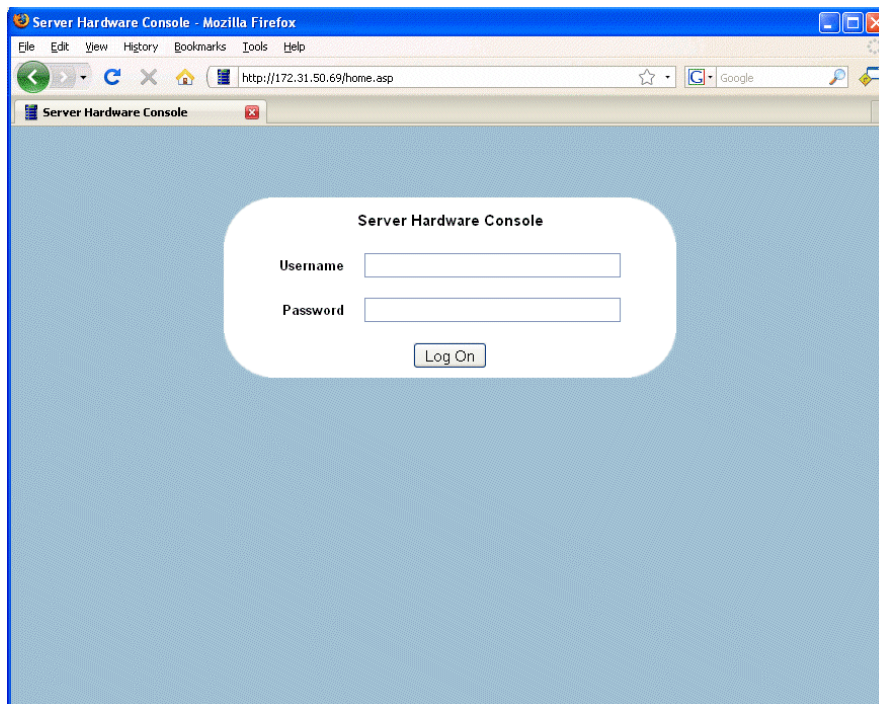 Server Hardware Console - Mozilla Firefox
File Edit View History Bookmarks Tools Help
http://172.31.50.69/home.asp
G Google
Server Hardware Console
Server Hardware Console
Username
Password
Log On